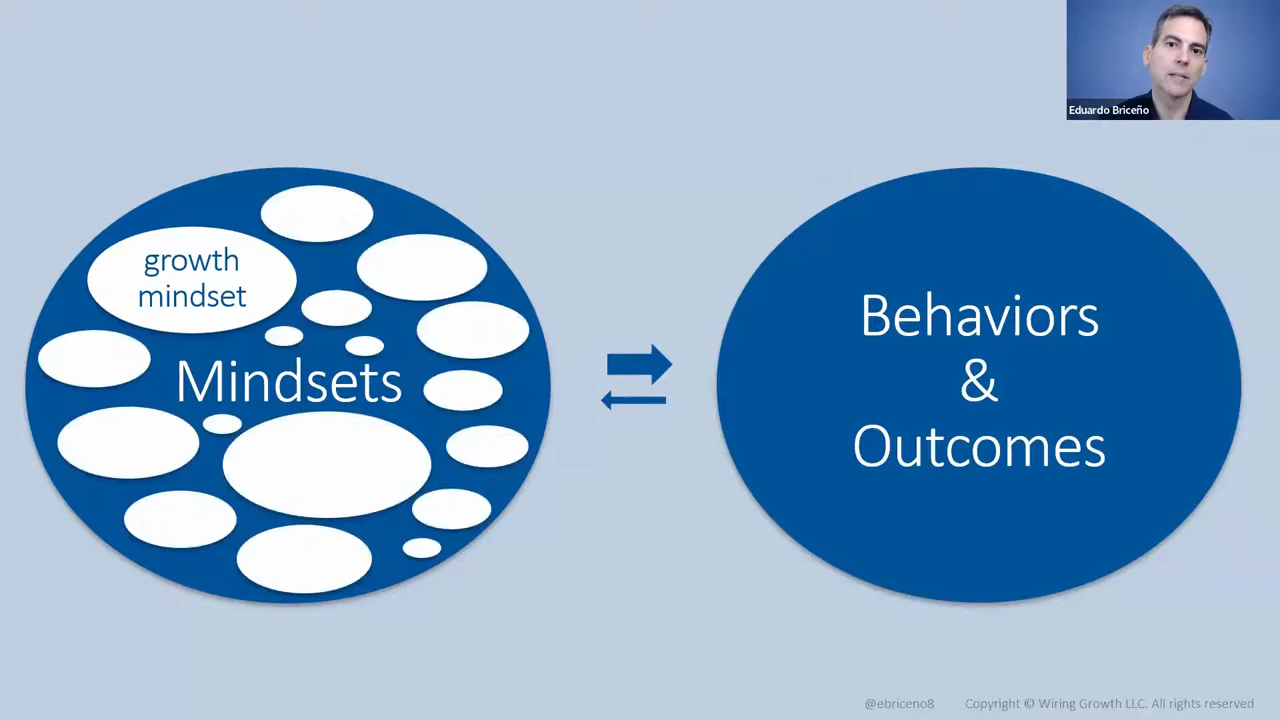 Eduardo Briceño
growth
mindset
Mindsets
Behaviors
&
Outcomes
@ebriceno8 Copyright © Wiring Growth LLC. All rights reserved